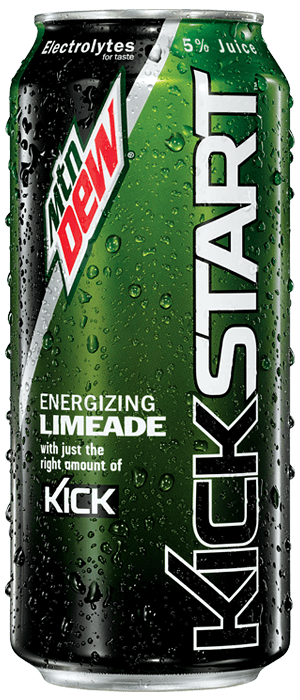 Electrolytes
for taste
5% Juice
Mtn
DEW
®
KICKSTART
ENERGIZING
LIMEADE
with just the
right amount of
KICK